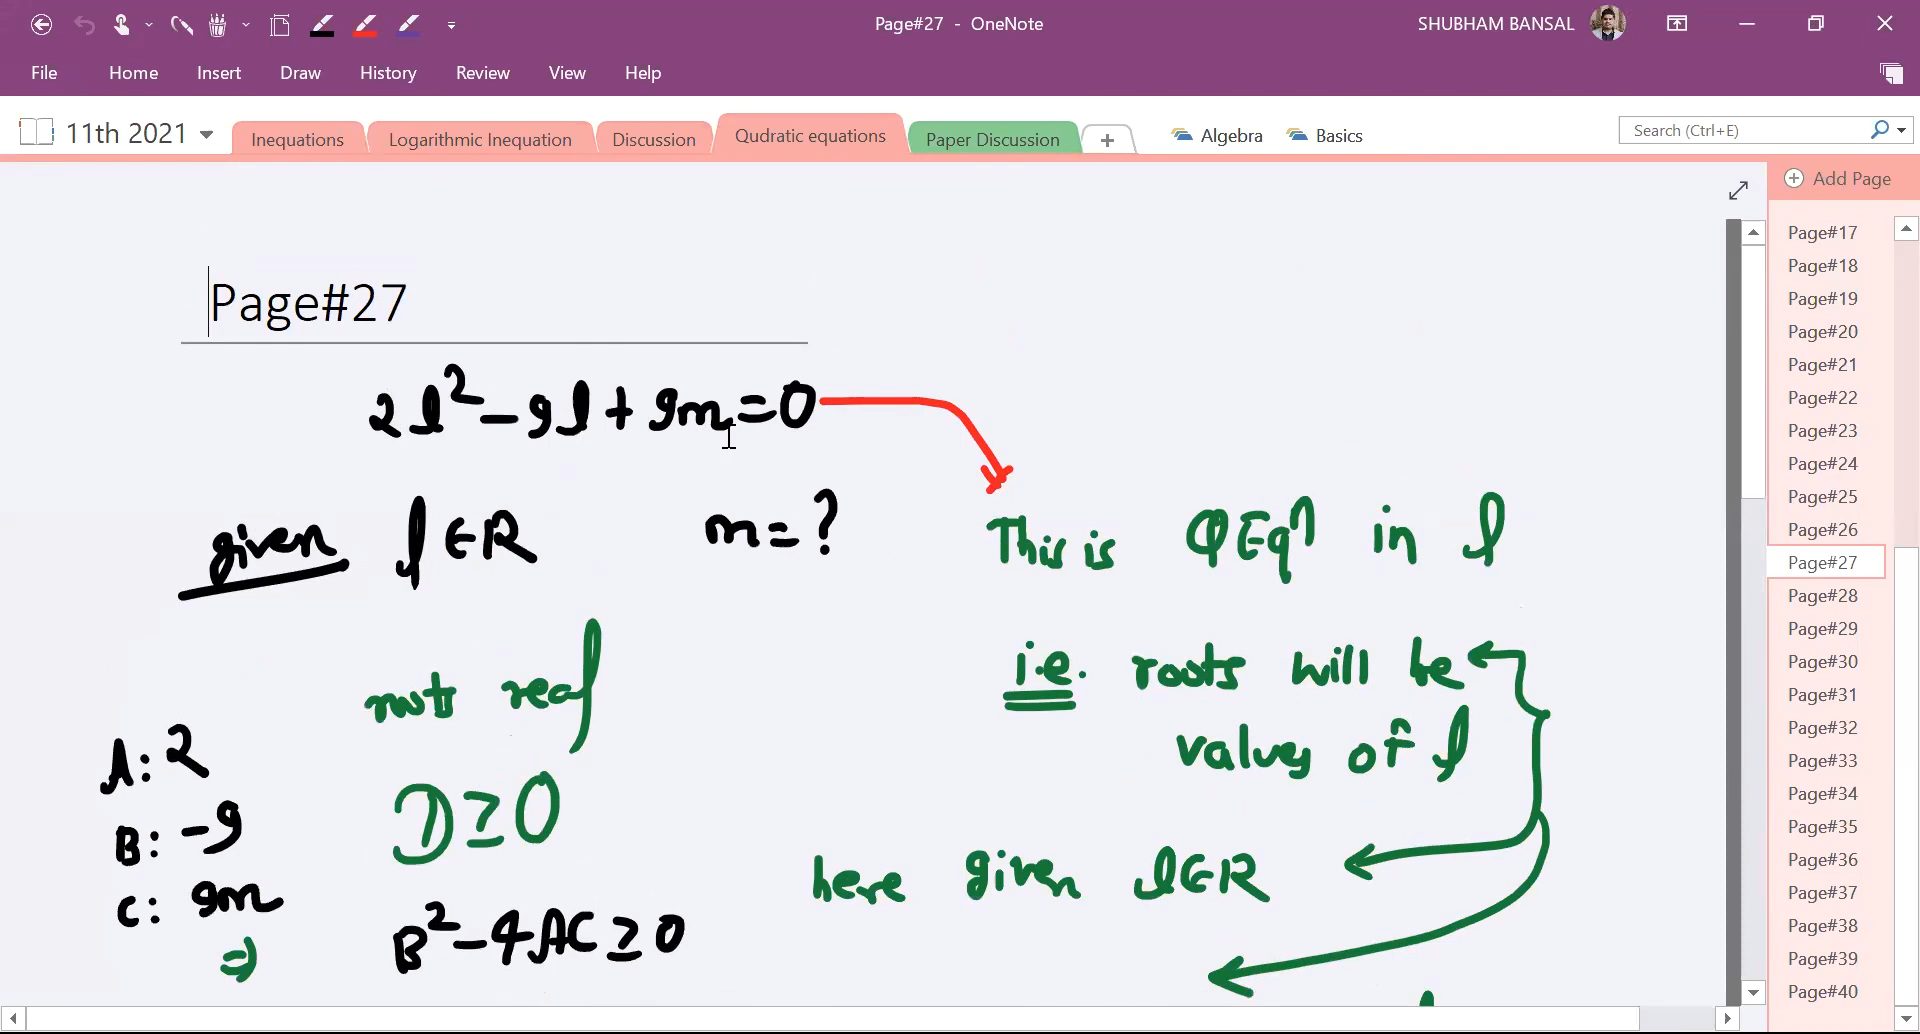 Page#27 - OneNote
SHUBHAM BANSAL
File Home Insert Draw History Review View Help
11th 2021
Inequations
Logarithmic Inequation
Discussion
Qudratic equations
Paper Discussion
Algebra
Basics
Search (Ctrl+E)
Add Page
Page#27
2l² - 9l + 9m = 0
given l ∈ R m = ?
This is QEqⁿ in l
i.e. roots will be
values of l
roots real
A: 2
B: -9
C: 9m
D ≥ 0
here given l ∈ R
⇒ B² - 4AC ≥ 0
Page#17
Page#18
Page#19
Page#20
Page#21
Page#22
Page#23
Page#24
Page#25
Page#26
Page#27
Page#28
Page#29
Page#30
Page#31
Page#32
Page#33
Page#34
Page#35
Page#36
Page#37
Page#38
Page#39
Page#40